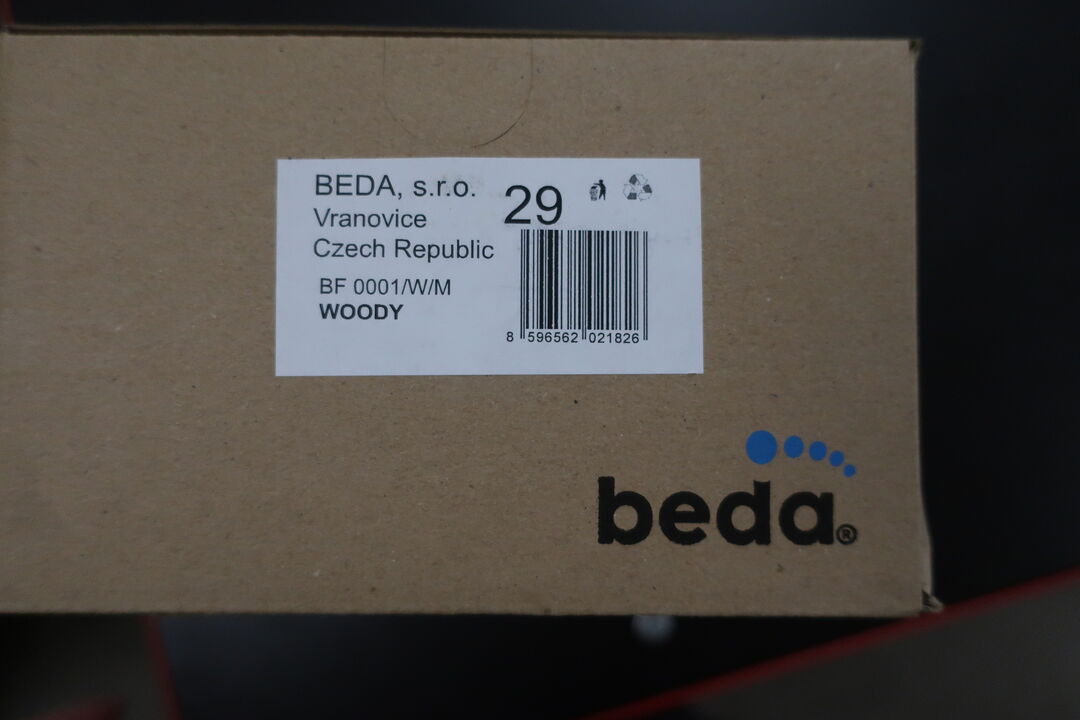 BEDA, s.r.o.
29
Vranovice
Czech Republic
BF 0001/W/M
WOODY
8 596562 021826
beda®